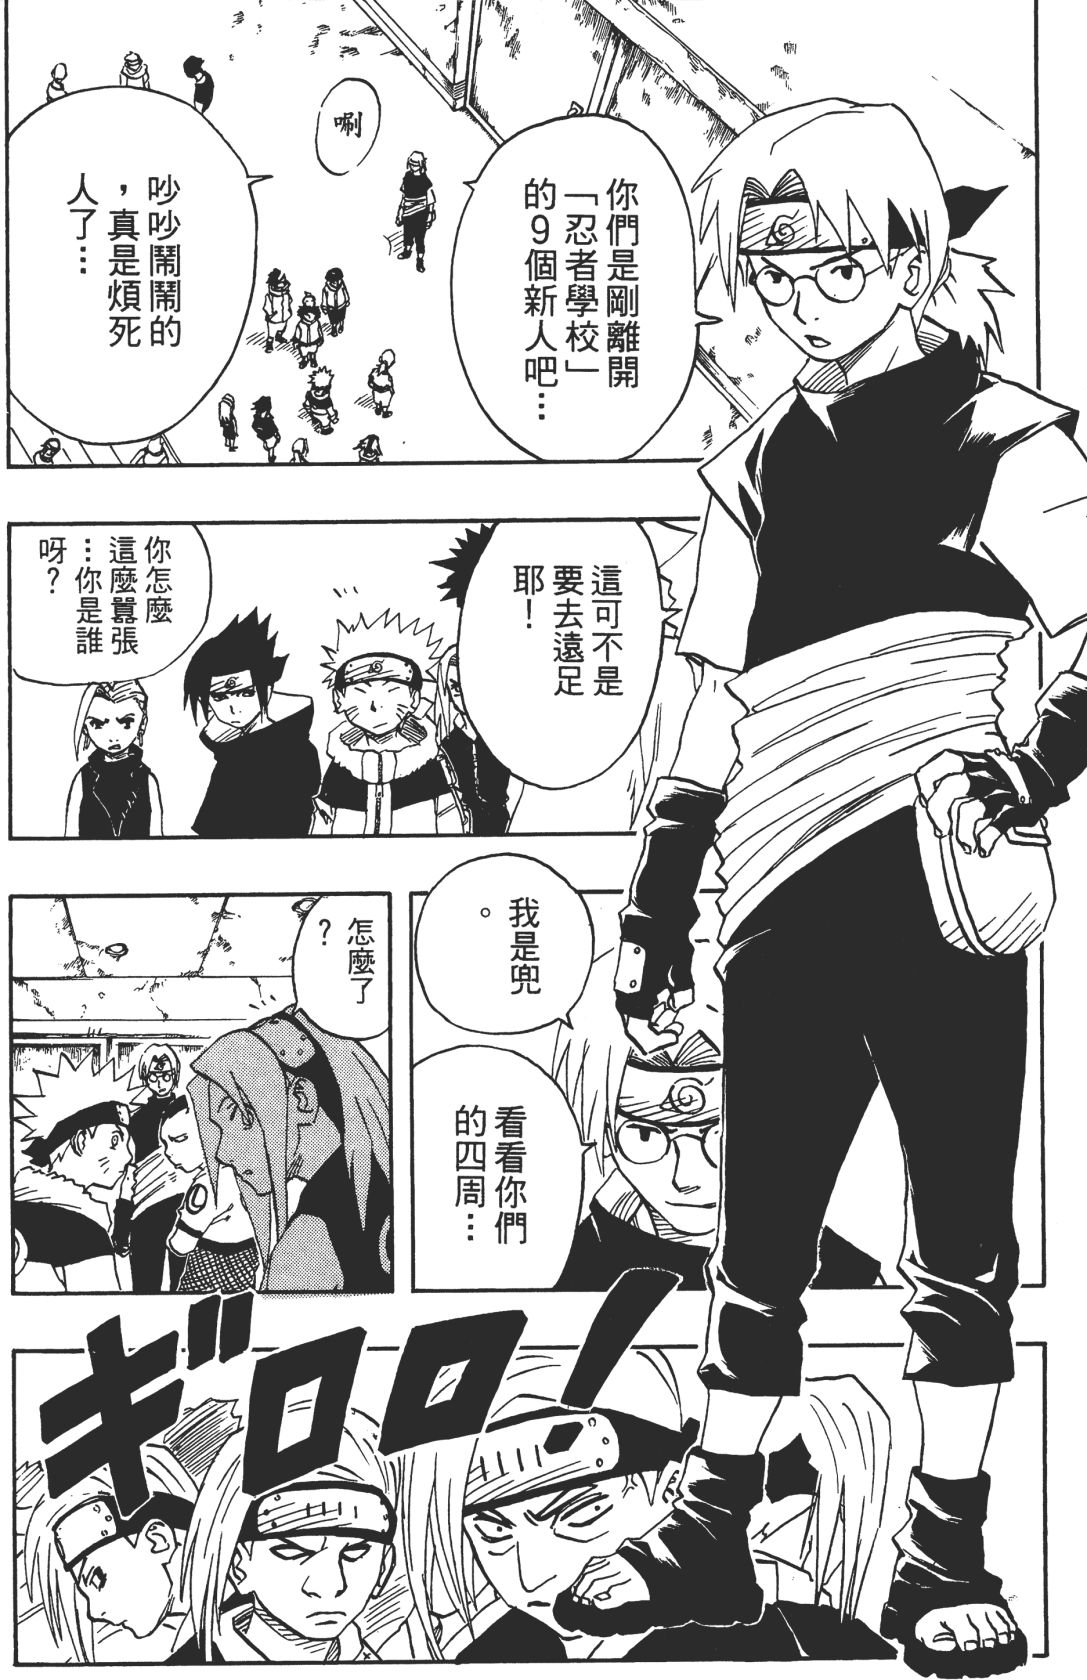 你們是剛離開
「忍者學校」
的9個新人吧…
唰
吵吵鬧鬧的
，真是煩死
人了…
這可不是
要去遠足
耶！
你怎麼
這麼囂張
…你是誰
呀？
我是兜
。
看看你們
的四周…
怎麼了
？
ギロロ！